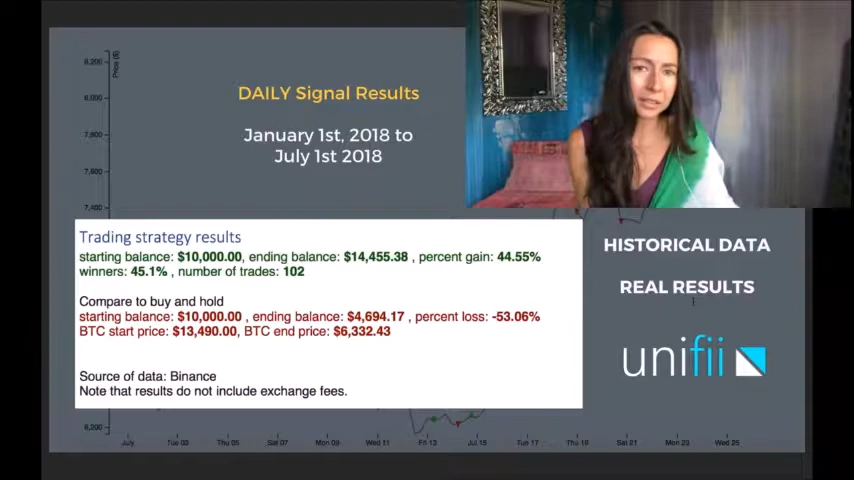 8,200
Price ($)
8,000
7,800
7,600
7,400
6,200
DAILY Signal Results
January 1st, 2018 to
July 1st 2018
Trading strategy results
starting balance: $10,000.00, ending balance: $14,455.38 , percent gain: 44.55%
winners: 45.1% , number of trades: 102
Compare to buy and hold
starting balance: $10,000.00 , ending balance: $4,694.17 , percent loss: -53.06%
BTC start price: $13,490.00, BTC end price: $6,332.43
Source of data: Binance
Note that results do not include exchange fees.
HISTORICAL DATA
REAL RESULTS
unifii
July Tue 03 Thu 05 Sat 07 Mon 09 Wed 11 Fri 13 Jul 15 Tue 17 Thu 19 Sat 21 Mon 23 Wed 25